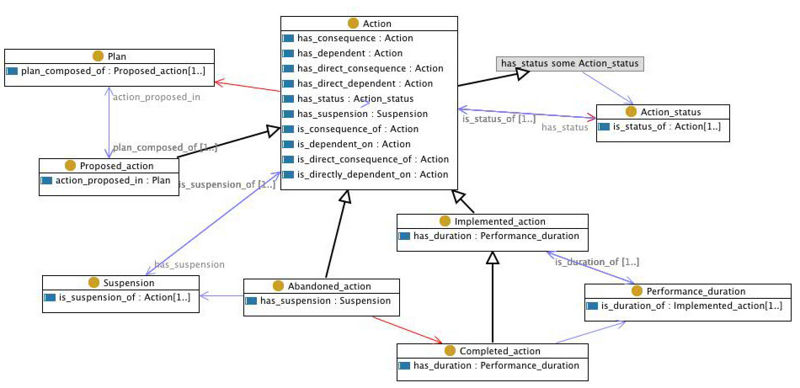 Action
has_consequence : Action
has_dependent : Action
has_direct_consequence : Action
has_direct_dependent : Action
has_status : Action_status
has_suspension : Suspension
is_consequence_of : Action
is_dependent_on : Action
is_direct_consequence_of : Action
is_directly_dependent_on : Action
Plan
plan_composed_of : Proposed_action[1..]
has_status some Action_status
action_proposed_in
Action_status
is_status_of : Action[1..]
is_status_of [1..]
has_status
plan_composed_of [1..]
Proposed_action
action_proposed_in : Plan
is_suspension_of [1..]
Implemented_action
has_duration : Performance_duration
has_suspension
is_duration_of [1..]
Suspension
is_suspension_of : Action[1..]
Abandoned_action
has_suspension : Suspension
Performance_duration
is_duration_of : Implemented_action[1..]
Completed_action
has_duration : Performance_duration